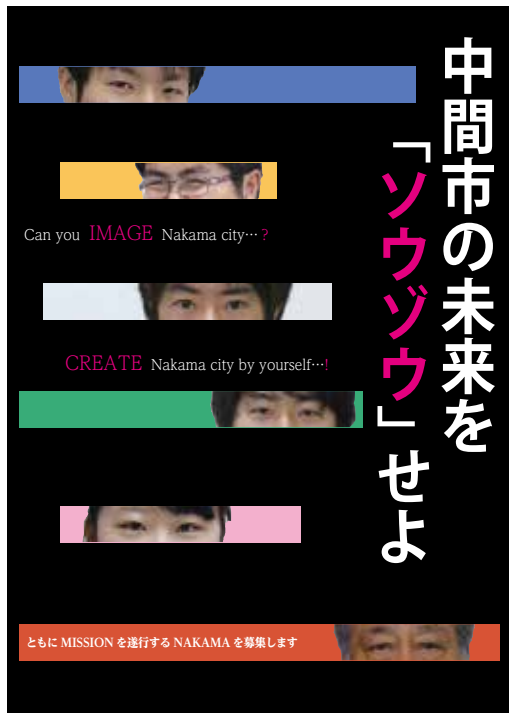 中間市の未来を
「ソウゾウ」せよ
Can you IMAGE Nakama city…?
CREATE Nakama city by yourself…!
ともに MISSION を遂行する NAKAMA を募集します